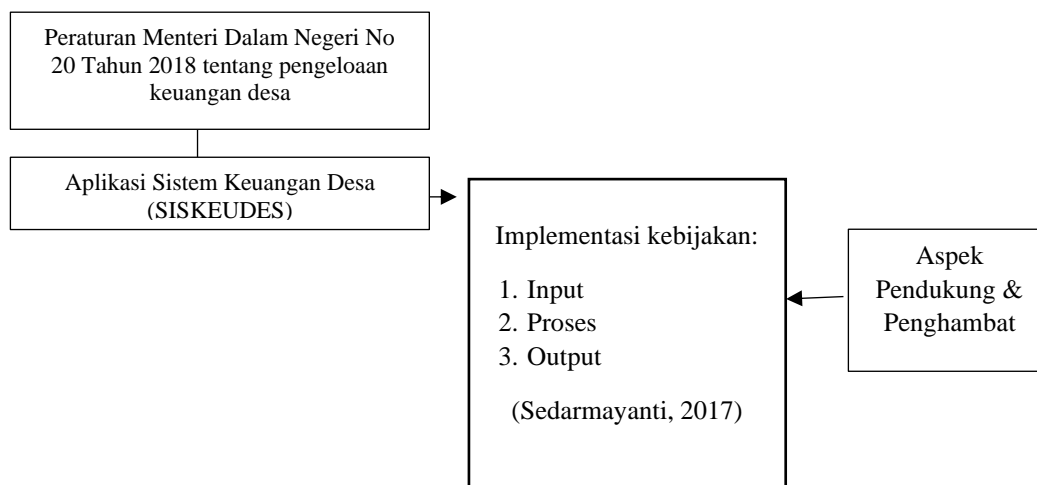 Peraturan Menteri Dalam Negeri No
20 Tahun 2018 tentang pengeloaan
keuangan desa
Aplikasi Sistem Keuangan Desa
(SISKEUDES)
Implementasi kebijakan:
1. Input
2. Proses
3. Output
(Sedarmayanti, 2017)
Aspek
Pendukung &
Penghambat